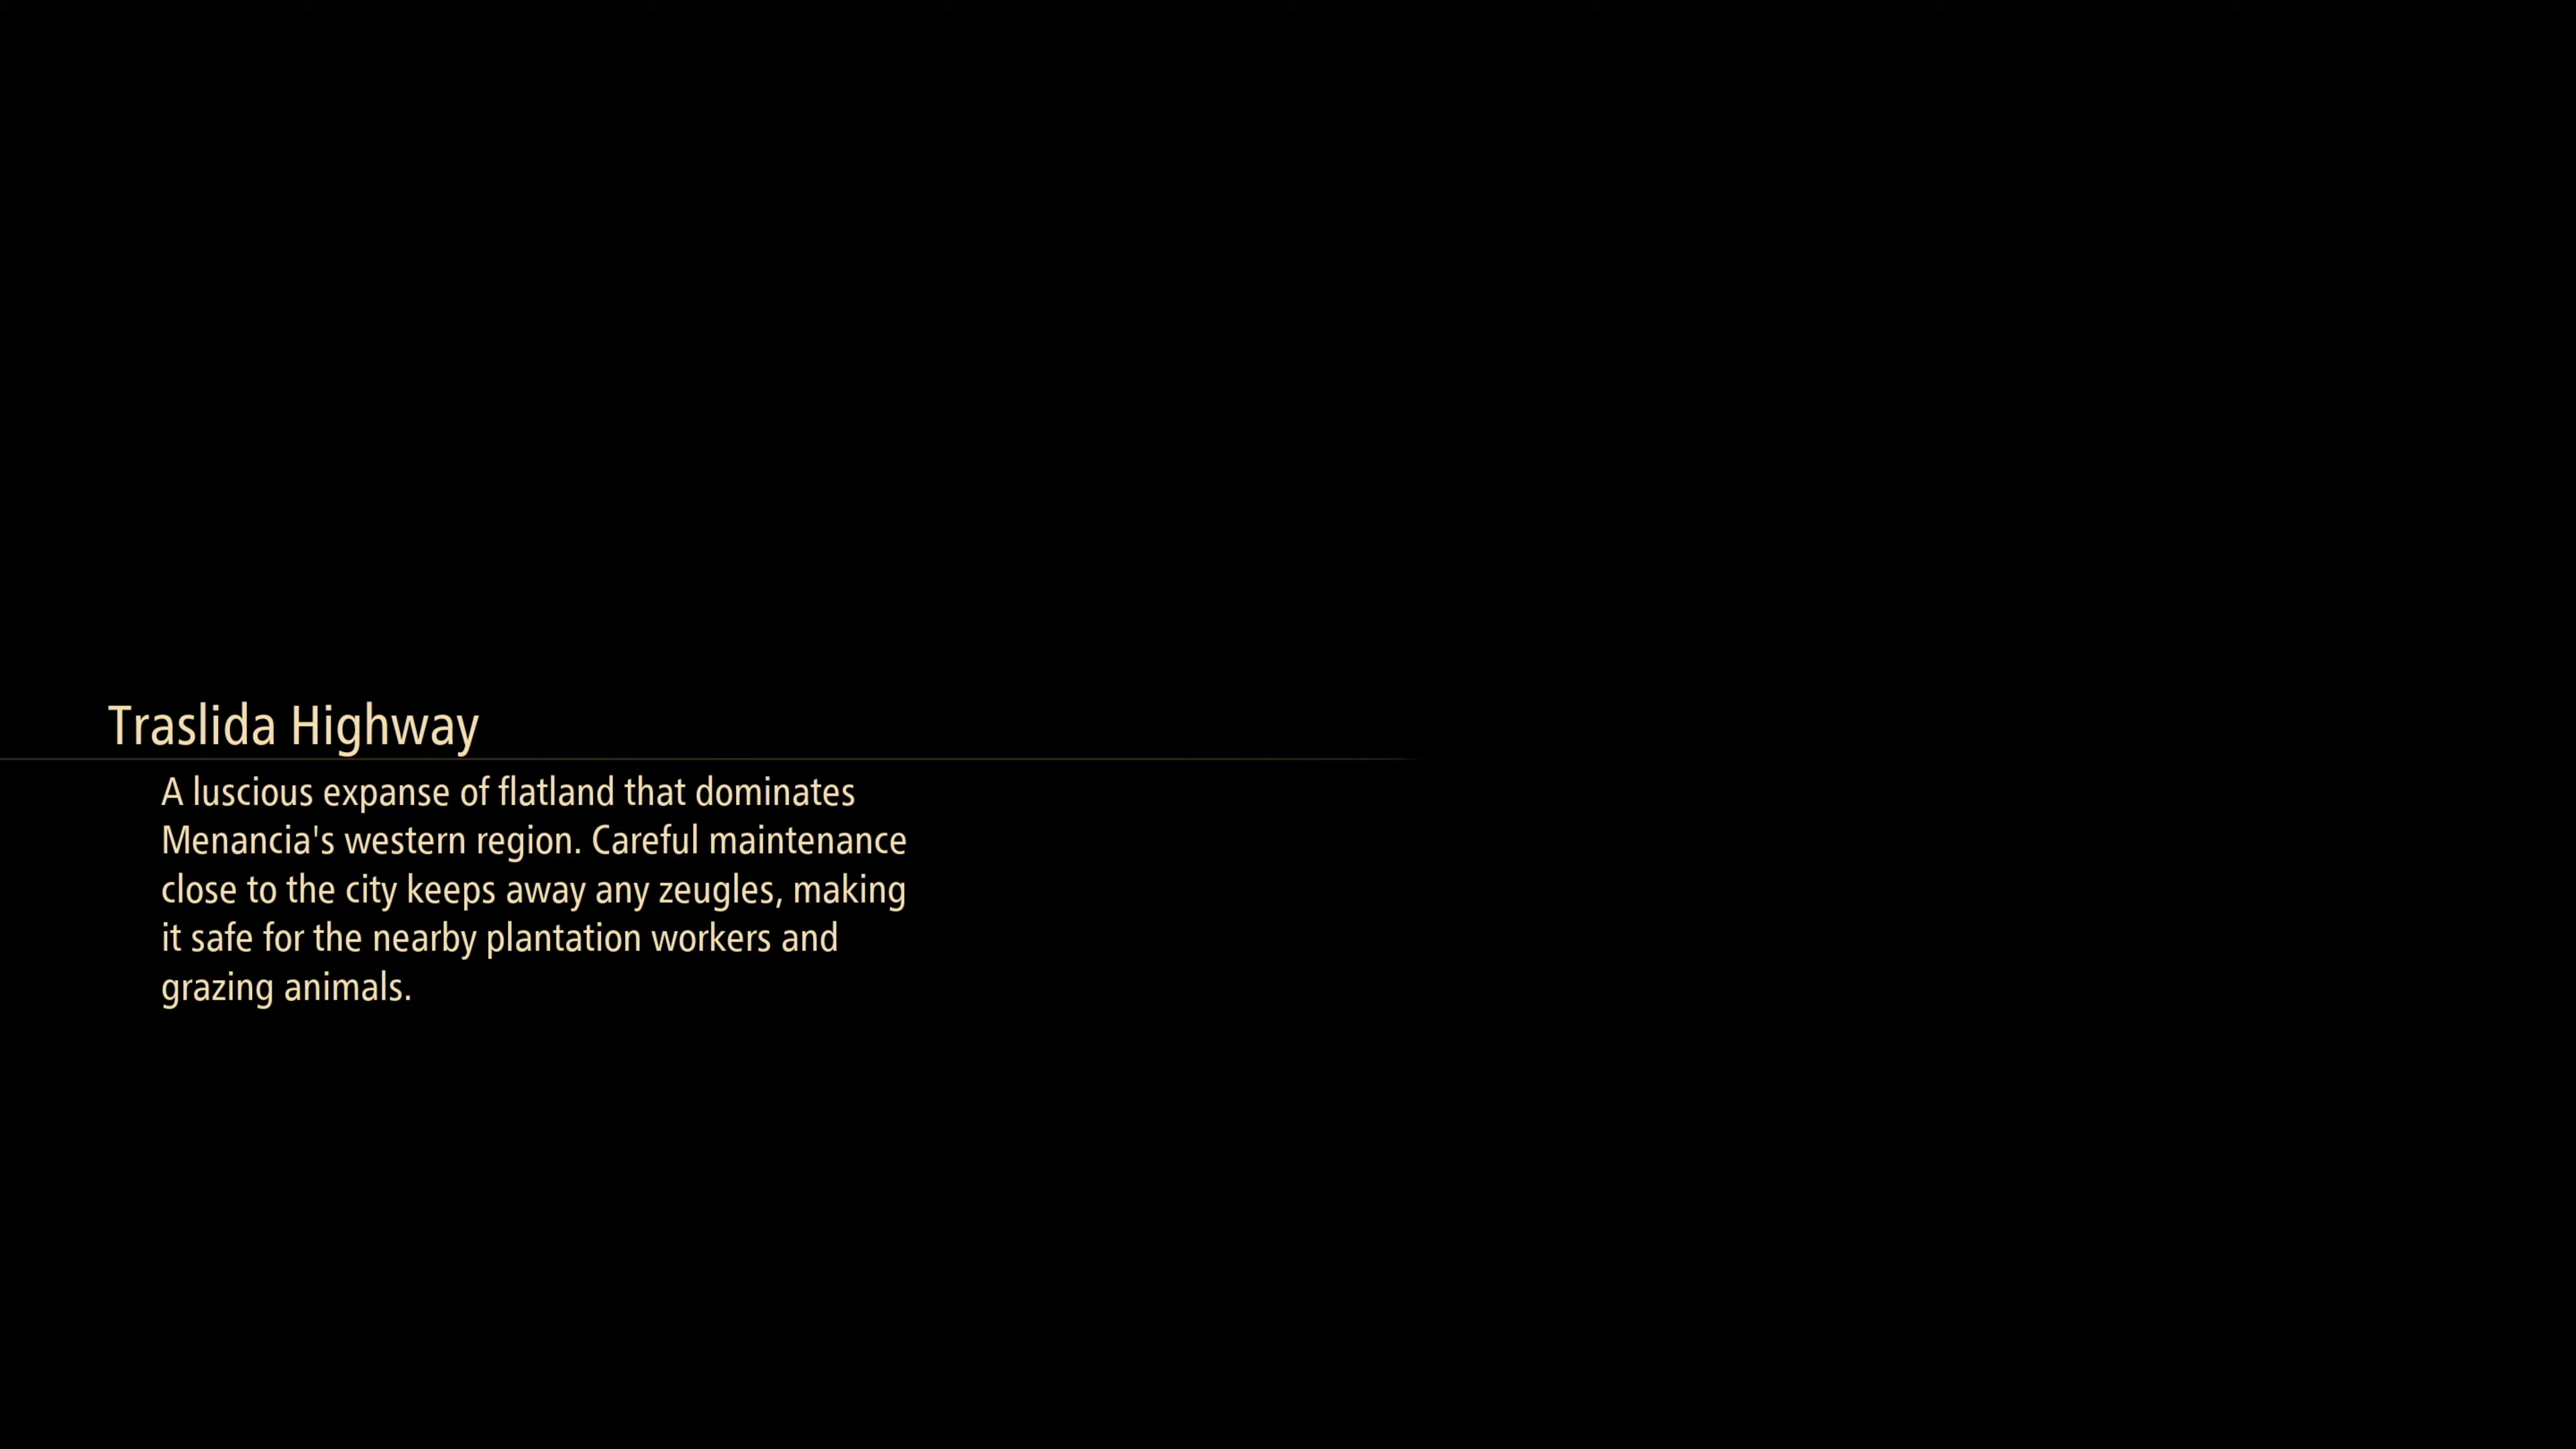 Traslida Highway
A luscious expanse of flatland that dominates
Menancia's western region. Careful maintenance
close to the city keeps away any zeugles, making
it safe for the nearby plantation workers and
grazing animals.